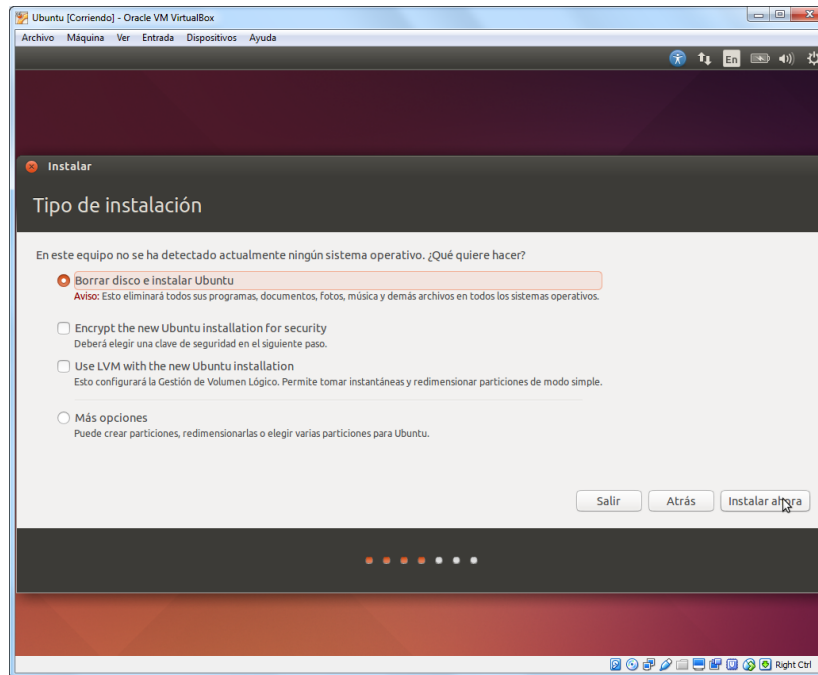 Ubuntu [Corriendo] - Oracle VM VirtualBox
Archivo Máquina Ver Entrada Dispositivos Ayuda
En
Instalar
Tipo de instalación
En este equipo no se ha detectado actualmente ningún sistema operativo. ¿Qué quiere hacer?
Borrar disco e instalar Ubuntu
Aviso: Esto eliminará todos sus programas, documentos, fotos, música y demás archivos en todos los sistemas operativos.
Encrypt the new Ubuntu installation for security
Deberá elegir una clave de seguridad en el siguiente paso.
Use LVM with the new Ubuntu installation
Esto configurará la Gestión de Volumen Lógico. Permite tomar instantáneas y redimensionar particiones de modo simple.
Más opciones
Puede crear particiones, redimensionarlas o elegir varias particiones para Ubuntu.
Salir Atrás Instalar ahora
Right Ctrl